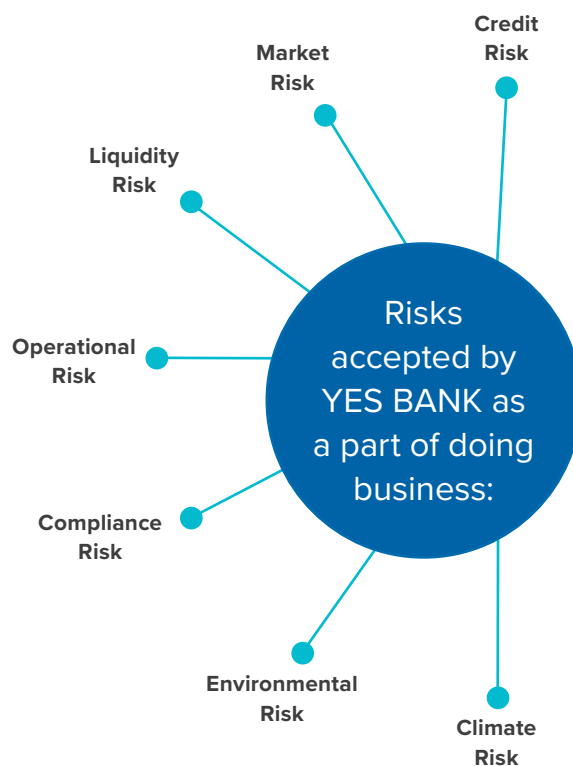 Credit
Risk
Market
Risk
Liquidity
Risk
Operational
Risk
Compliance
Risk
Environmental
Risk
Climate
Risk
Risks
accepted by
YES BANK as
a part of doing
business: